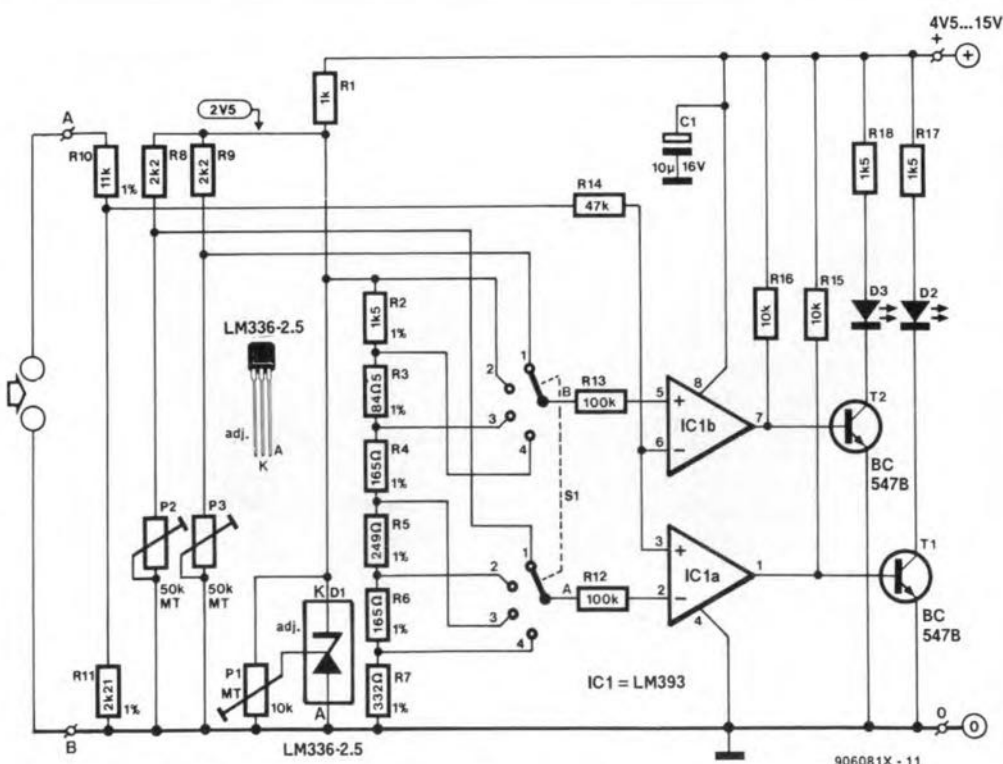 4V5...15V
+
+
A
2V5
R1
1k
C1
10µ 16V
R18
1k5
R17
1k5
R10
11k
1%
R8
2k2
R9
2k2
R14
47k
R16
10k
R15
10k
D3
D2
LM336-2.5
adj.
K
A
R2
1k5
1%
R3
84Ω5
1%
R4
165Ω
1%
R5
249Ω
1%
R6
165Ω
1%
R7
332Ω
1%
1
2
3
4
B
R13
100k
5
+
6
−
8
IC1b
7
T2
BC
547B
S1
1
2
3
4
A
R12
100k
3
+
2
−
4
IC1a
1
T1
BC
547B
P2
50k
MT
P3
50k
MT
K
D1
adj.
A
P1
MT
10k
R11
2k21
1%
IC1 = LM393
B
LM336-2.5
0
0
906081X - 11